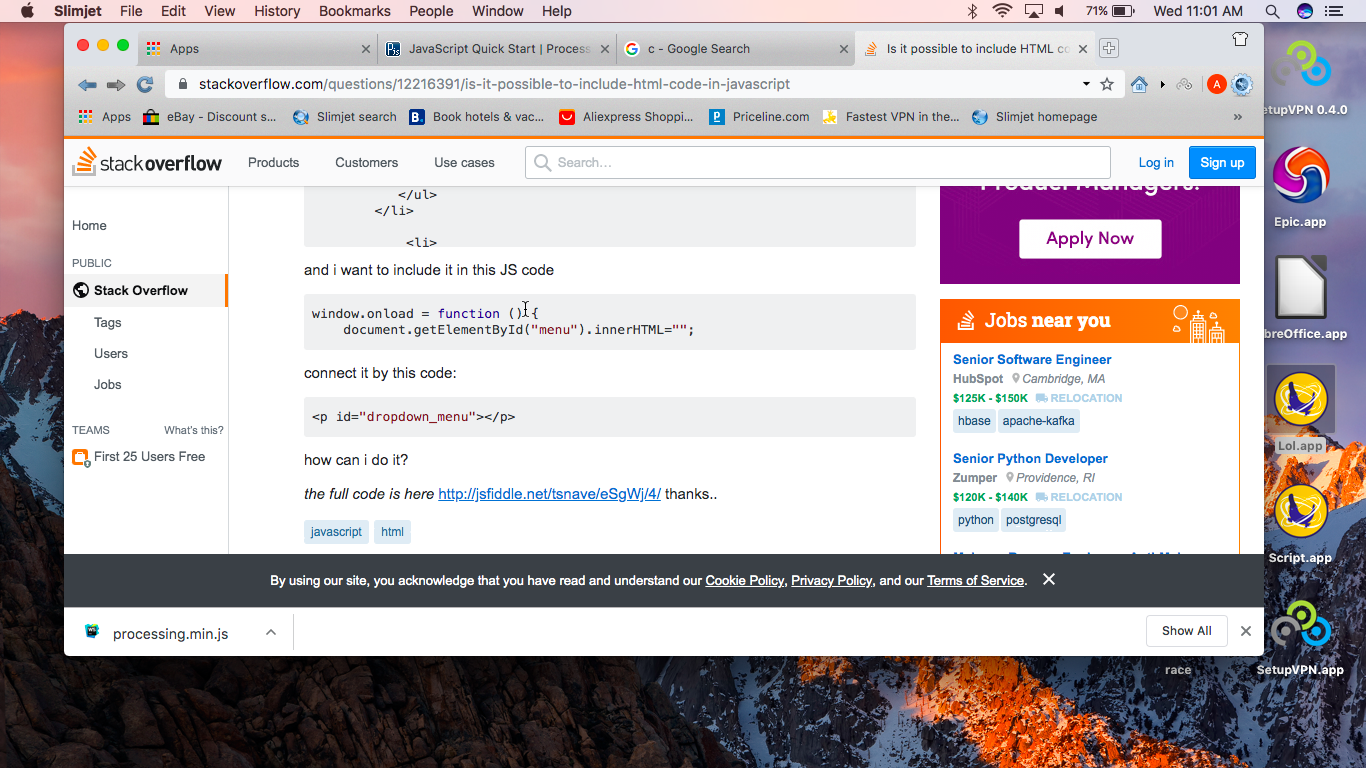 Slimjet File Edit View History Bookmarks People Window Help 71% Wed 11:01 AM
Apps JavaScript Quick Start | Process c - Google Search Is it possible to include HTML co
stackoverflow.com/questions/12216391/is-it-possible-to-include-html-code-in-javascript A
Apps eBay - Discount s... Slimjet search B. Book hotels & vac... Aliexpress Shoppi... Priceline.com Fastest VPN in the... Slimjet homepage »
stackoverflow Products Customers Use cases Search... Log in Sign up
Home
PUBLIC
Stack Overflow
Tags
Users
Jobs
TEAMS What's this?
First 25 Users Free
</ul>
</li>
<li>
and i want to include it in this JS code
window.onload = function () {
document.getElementById("menu").innerHTML="";
connect it by this code:
<p id="dropdown_menu"></p>
how can i do it?
the full code is here http://jsfiddle.net/tsnave/eSgWj/4/ thanks..
javascript html
Product Managers.
Apply Now
Jobs near you
Senior Software Engineer
HubSpot Cambridge, MA
$125K - $150K RELOCATION
hbase apache-kafka
Senior Python Developer
Zumper Providence, RI
$120K - $140K RELOCATION
python postgresql
By using our site, you acknowledge that you have read and understand our Cookie Policy, Privacy Policy, and our Terms of Service.
processing.min.js Show All
etupVPN 0.4.0
Epic.app
breOffice.app
Lol.app
Script.app
race SetupVPN.app